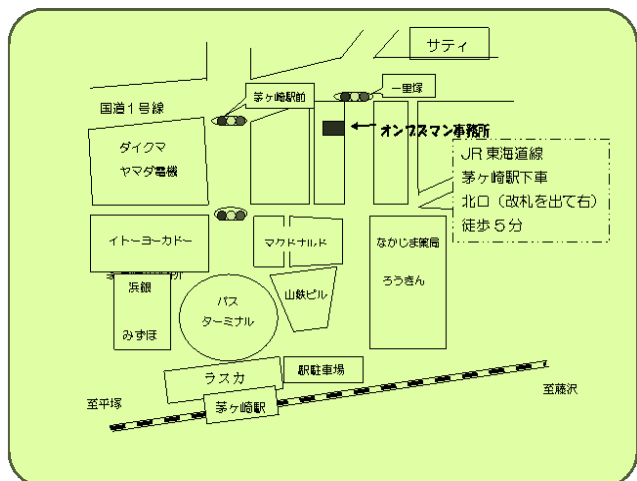 サティ
茅ヶ崎駅前
一里塚
国道1号線
オンブズマン事務所
ダイクマ
ヤマダ電機
JR東海道線
茅ヶ崎駅下車
北口(改札を出て右)
徒歩5分
イトーヨーカドー
マクドナルド
なかじま薬局
ろうきん
浜銀
みずほ
バス
ターミナル
山鉄ビル
ラスカ
駅駐車場
至平塚
茅ヶ崎駅
至藤沢